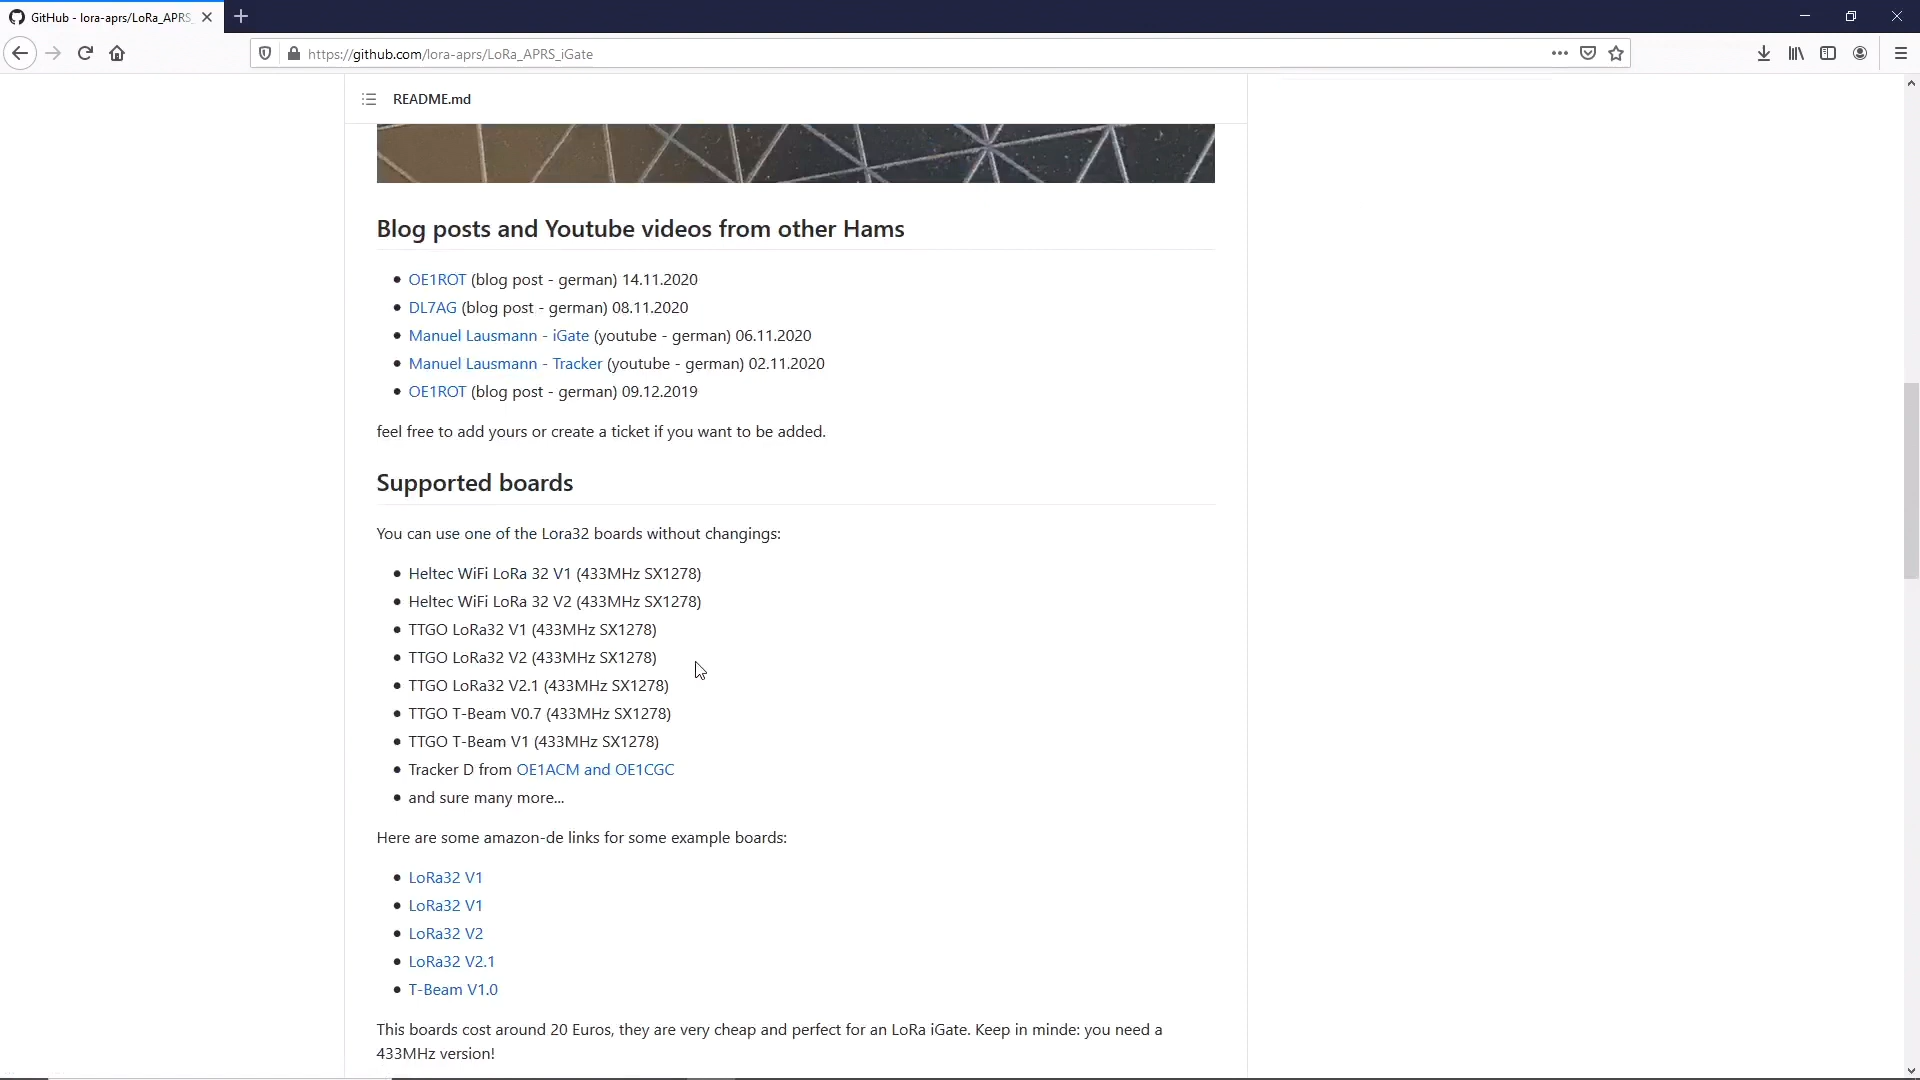 GitHub - lora-aprs/LoRa_APRS_
https://github.com/lora-aprs/LoRa_APRS_iGate
README.md
Blog posts and Youtube videos from other Hams
OE1ROT (blog post - german) 14.11.2020
DL7AG (blog post - german) 08.11.2020
Manuel Lausmann - iGate (youtube - german) 06.11.2020
Manuel Lausmann - Tracker (youtube - german) 02.11.2020
OE1ROT (blog post - german) 09.12.2019
feel free to add yours or create a ticket if you want to be added.
Supported boards
You can use one of the Lora32 boards without changings:
Heltec WiFi LoRa 32 V1 (433MHz SX1278)
Heltec WiFi LoRa 32 V2 (433MHz SX1278)
TTGO LoRa32 V1 (433MHz SX1278)
TTGO LoRa32 V2 (433MHz SX1278)
TTGO LoRa32 V2.1 (433MHz SX1278)
TTGO T-Beam V0.7 (433MHz SX1278)
TTGO T-Beam V1 (433MHz SX1278)
Tracker D from OE1ACM and OE1CGC
and sure many more...
Here are some amazon-de links for some example boards:
LoRa32 V1
LoRa32 V1
LoRa32 V2
LoRa32 V2.1
T-Beam V1.0
This boards cost around 20 Euros, they are very cheap and perfect for an LoRa iGate. Keep in minde: you need a
433MHz version!